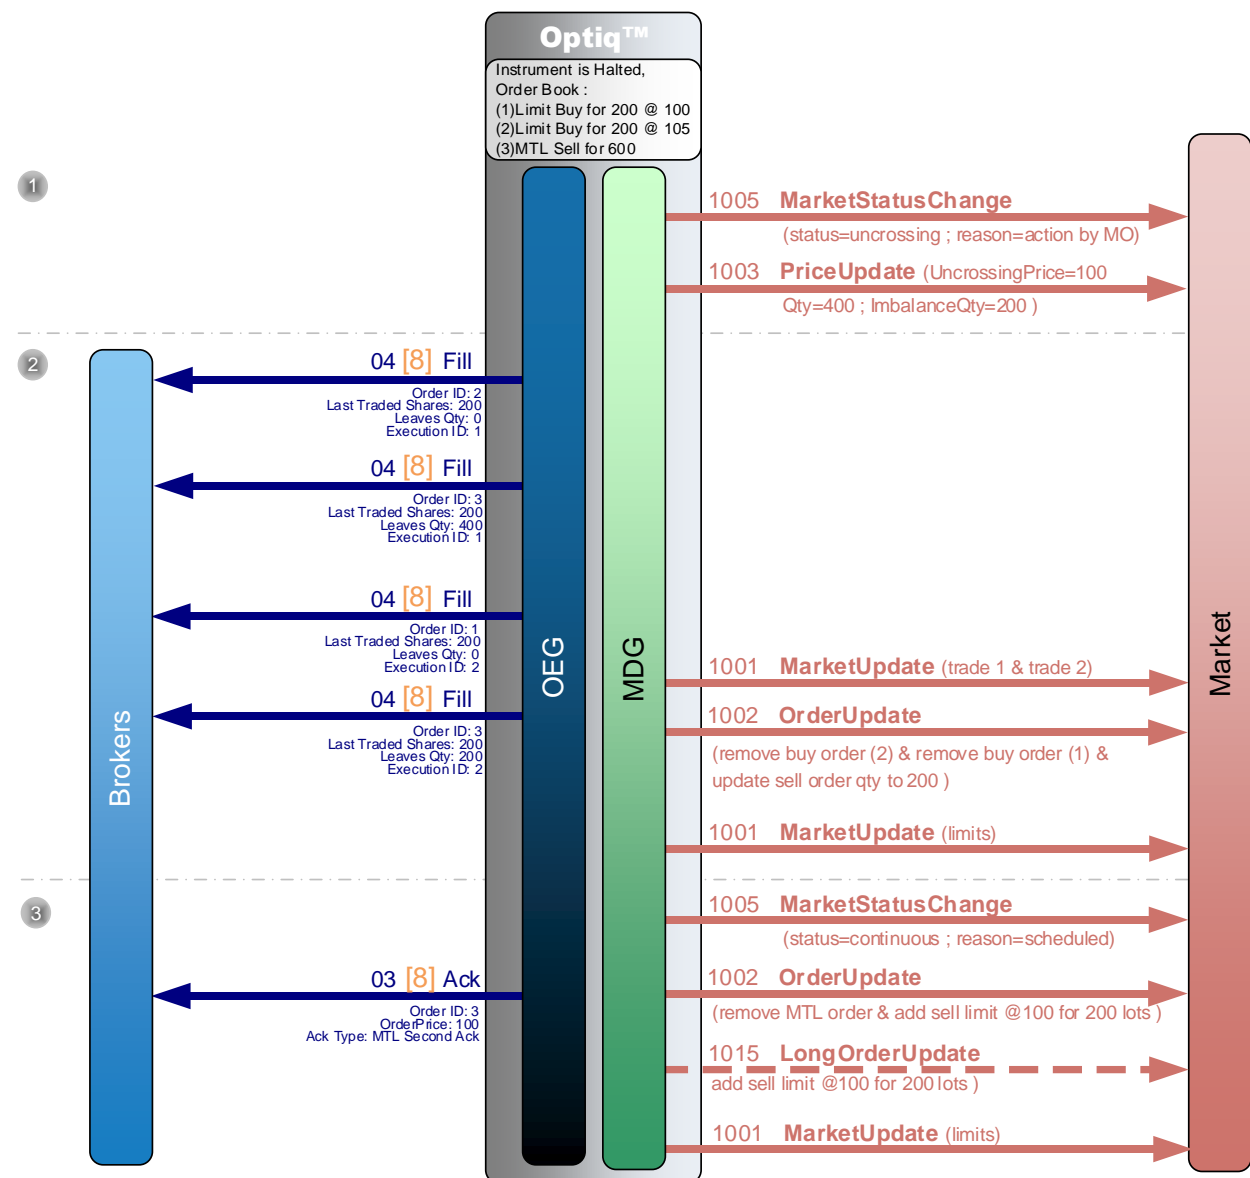 Optiq™
Instrument is Halted,
Order Book :
(1)Limit Buy for 200 @ 100
(2)Limit Buy for 200 @ 105
(3)MTL Sell for 600
1
1005 MarketStatusChange
(status=uncrossing ; reason=action by MO)
1003 PriceUpdate (UncrossingPrice=100
Qty=400 ; ImbalanceQty=200 )
2
04 [8] Fill
Order ID: 2
Last Traded Shares: 200
Leaves Qty: 0
Execution ID: 1
04 [8] Fill
Order ID: 3
Last Traded Shares: 200
Leaves Qty: 400
Execution ID: 1
04 [8] Fill
Order ID: 1
Last Traded Shares: 200
Leaves Qty: 0
Execution ID: 2
04 [8] Fill
Order ID: 3
Last Traded Shares: 200
Leaves Qty: 200
Execution ID: 2
Brokers
OEG
MDG
Market
1001 MarketUpdate (trade 1 & trade 2)
1002 OrderUpdate
(remove buy order (2) & remove buy order (1) &
update sell order qty to 200 )
1001 MarketUpdate (limits)
3
1005 MarketStatusChange
(status=continuous ; reason=scheduled)
03 [8] Ack
Order ID: 3
OrderPrice: 100
Ack Type: MTL Second Ack
1002 OrderUpdate
(remove MTL order & add sell limit @100 for 200 lots )
1015 LongOrderUpdate
add sell limit @100 for 200 lots )
1001 MarketUpdate (limits)